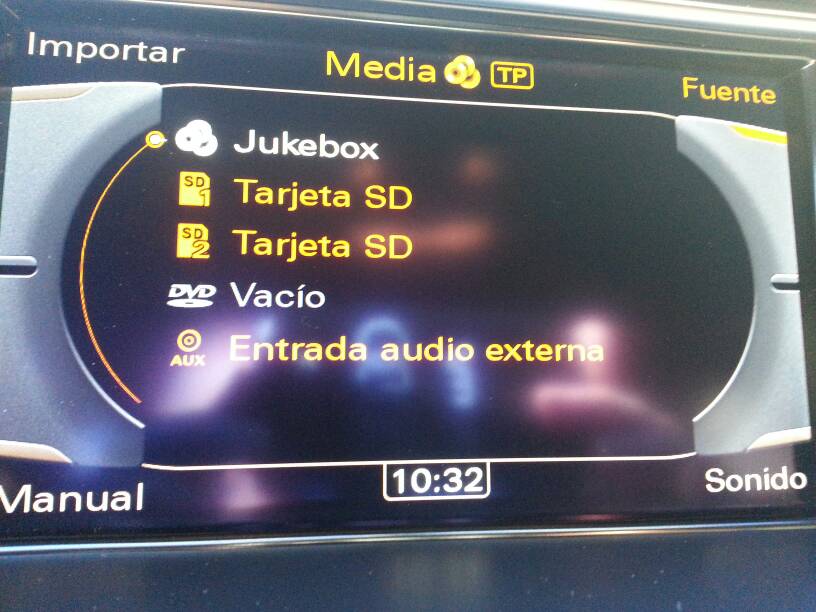 Importar
Media TP
Fuente
Jukebox
SD 1 Tarjeta SD
SD 2 Tarjeta SD
DVD Vacío
AUX Entrada audio externa
Manual
10:32
Sonido